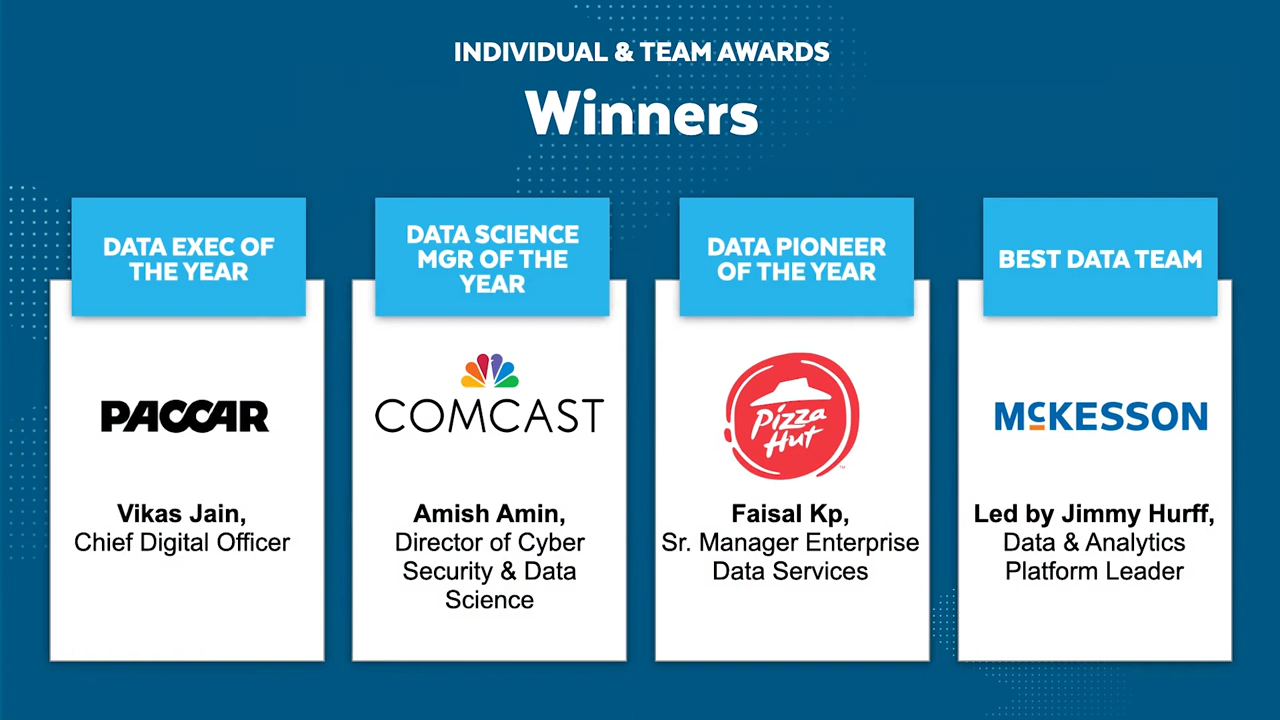 INDIVIDUAL & TEAM AWARDS
Winners
DATA EXEC OF
THE YEAR
PACCAR
Vikas Jain,
Chief Digital Officer
DATA SCIENCE
MGR OF THE
YEAR
COMCAST
Amish Amin,
Director of Cyber
Security & Data
Science
DATA PIONEER
OF THE YEAR
Pizza
Hut
™
Faisal Kp,
Sr. Manager Enterprise
Data Services
BEST DATA TEAM
McKESSON
Led by Jimmy Hurff,
Data & Analytics
Platform Leader